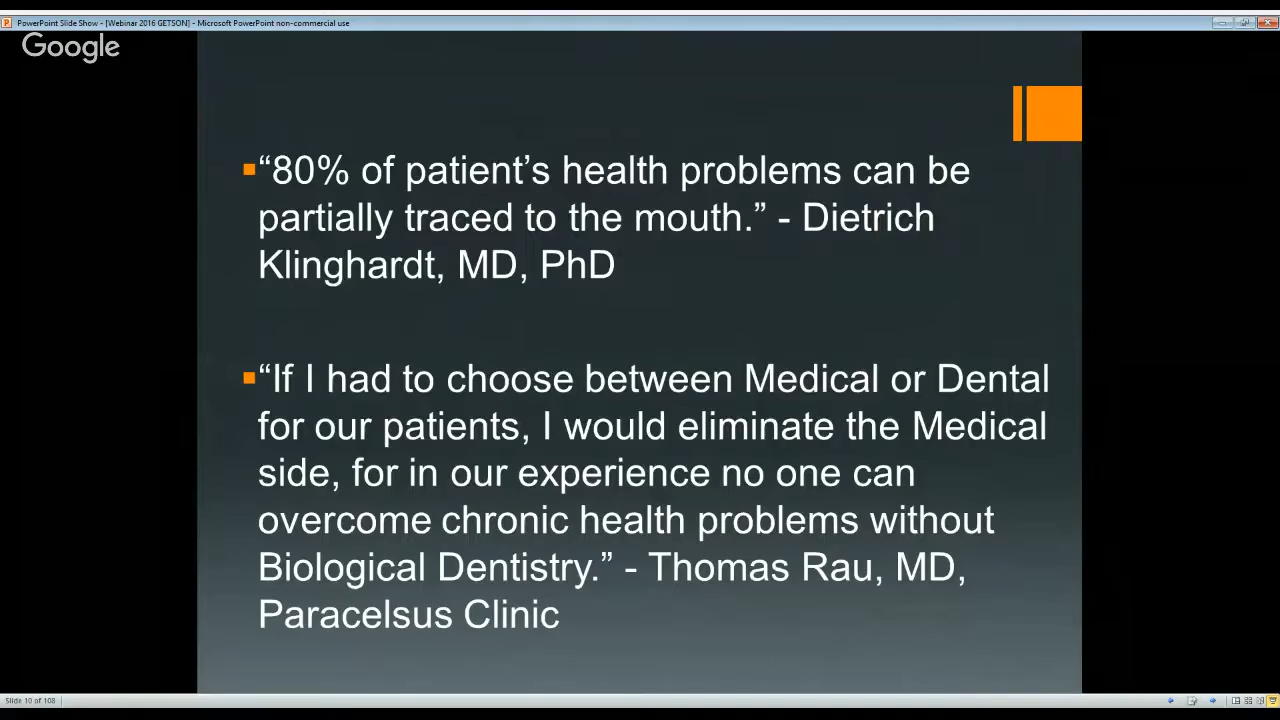 PowerPoint Slide Show - [Webinar 2016 GETSON] - Microsoft PowerPoint non-commercial use
Google
“80% of patient’s health problems can be
partially traced to the mouth.” - Dietrich
Klinghardt, MD, PhD
“If I had to choose between Medical or Dental
for our patients, I would eliminate the Medical
side, for in our experience no one can
overcome chronic health problems without
Biological Dentistry.” - Thomas Rau, MD,
Paracelsus Clinic
Slide 10 of 108